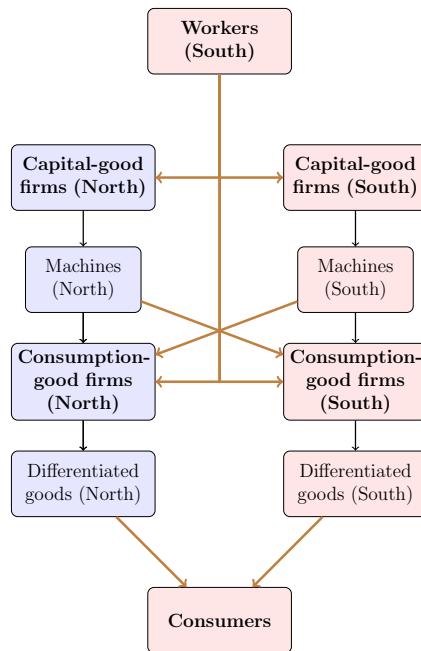 Workers
(South)
Capital-good
firms (North)
Capital-good
firms (South)
Machines
(North)
Machines
(South)
Consumption-
good firms
(North)
Consumption-
good firms
(South)
Differentiated
goods (North)
Differentiated
goods (South)
Consumers